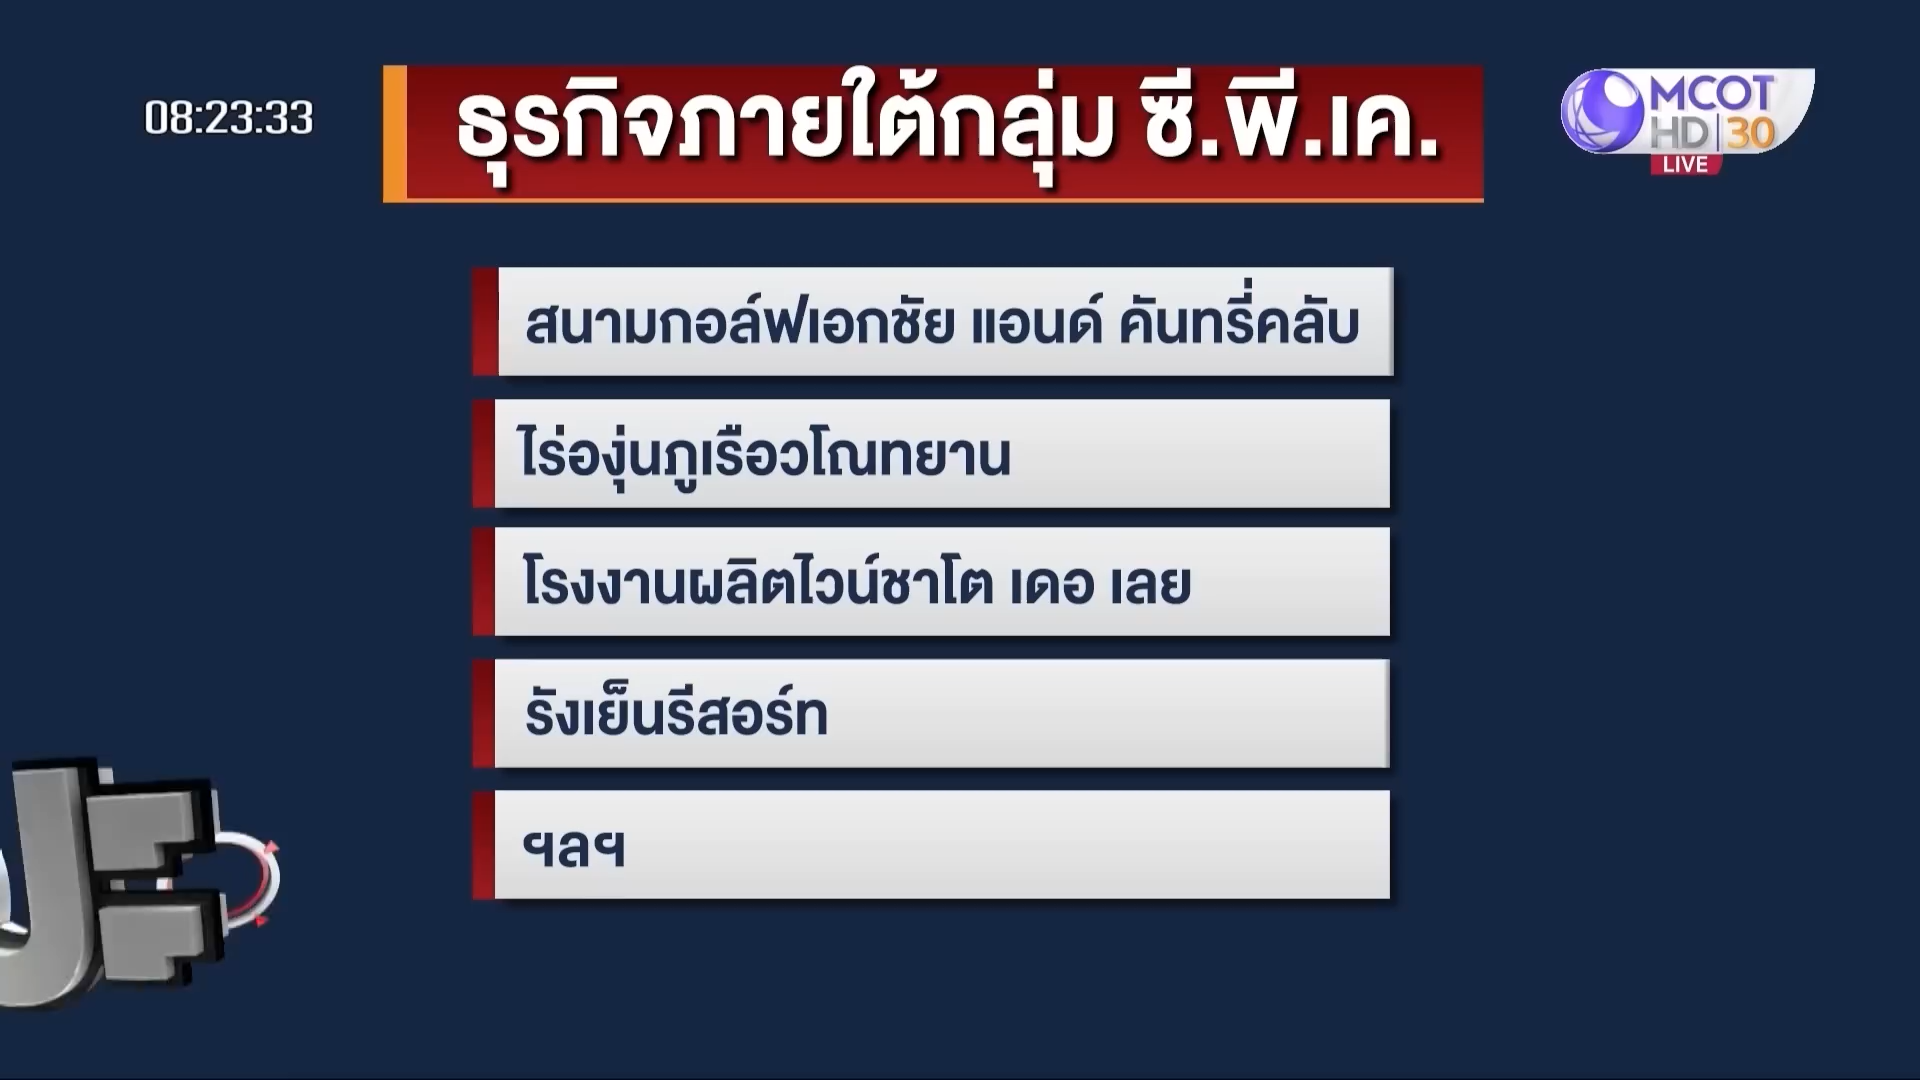 08:23:33
ธุรกิจภายใต้กลุ่ม ซี.พี.เค.
MCOT
HD|30
LIVE
สนามกอล์ฟเอกชัย แอนด์ คันทรี่คลับ
ไร่องุ่นภูเรือวโณทยาน
โรงงานผลิตไวน์ชาโต เดอ เลย
รังเย็นรีสอร์ท
ฯลฯ